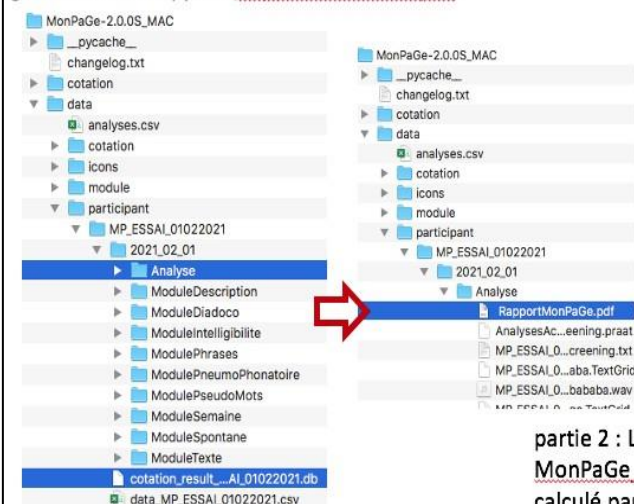 MonPaGe-2.0.0S_MAC
__pycache__
changelog.txt
cotation
data
analyses.csv
cotation
icons
module
participant
MP_ESSAI_01022021
2021_02_01
Analyse
ModuleDescription
ModuleDiadoco
ModuleIntelligibilite
ModulePhrases
ModulePneumoPhonatoire
ModulePseudoMots
ModuleSemaine
ModuleSpontane
ModuleTexte
cotation_result_...AI_01022021.db
data_MP_ESSAI_01022021.csv
MonPaGe-2.0.0S_MAC
__pycache__
changelog.txt
cotation
data
analyses.csv
cotation
icons
module
participant
MP_ESSAI_01022021
2021_02_01
Analyse
RapportMonPaGe.pdf
AnalysesAc...eening.praat
MP_ESSAI_0...creening.txt
MP_ESSAI_0...aba.TextGrid
MP_ESSAI_0...bababa.wav
partie 2 : L
MonPaGe
calculé par